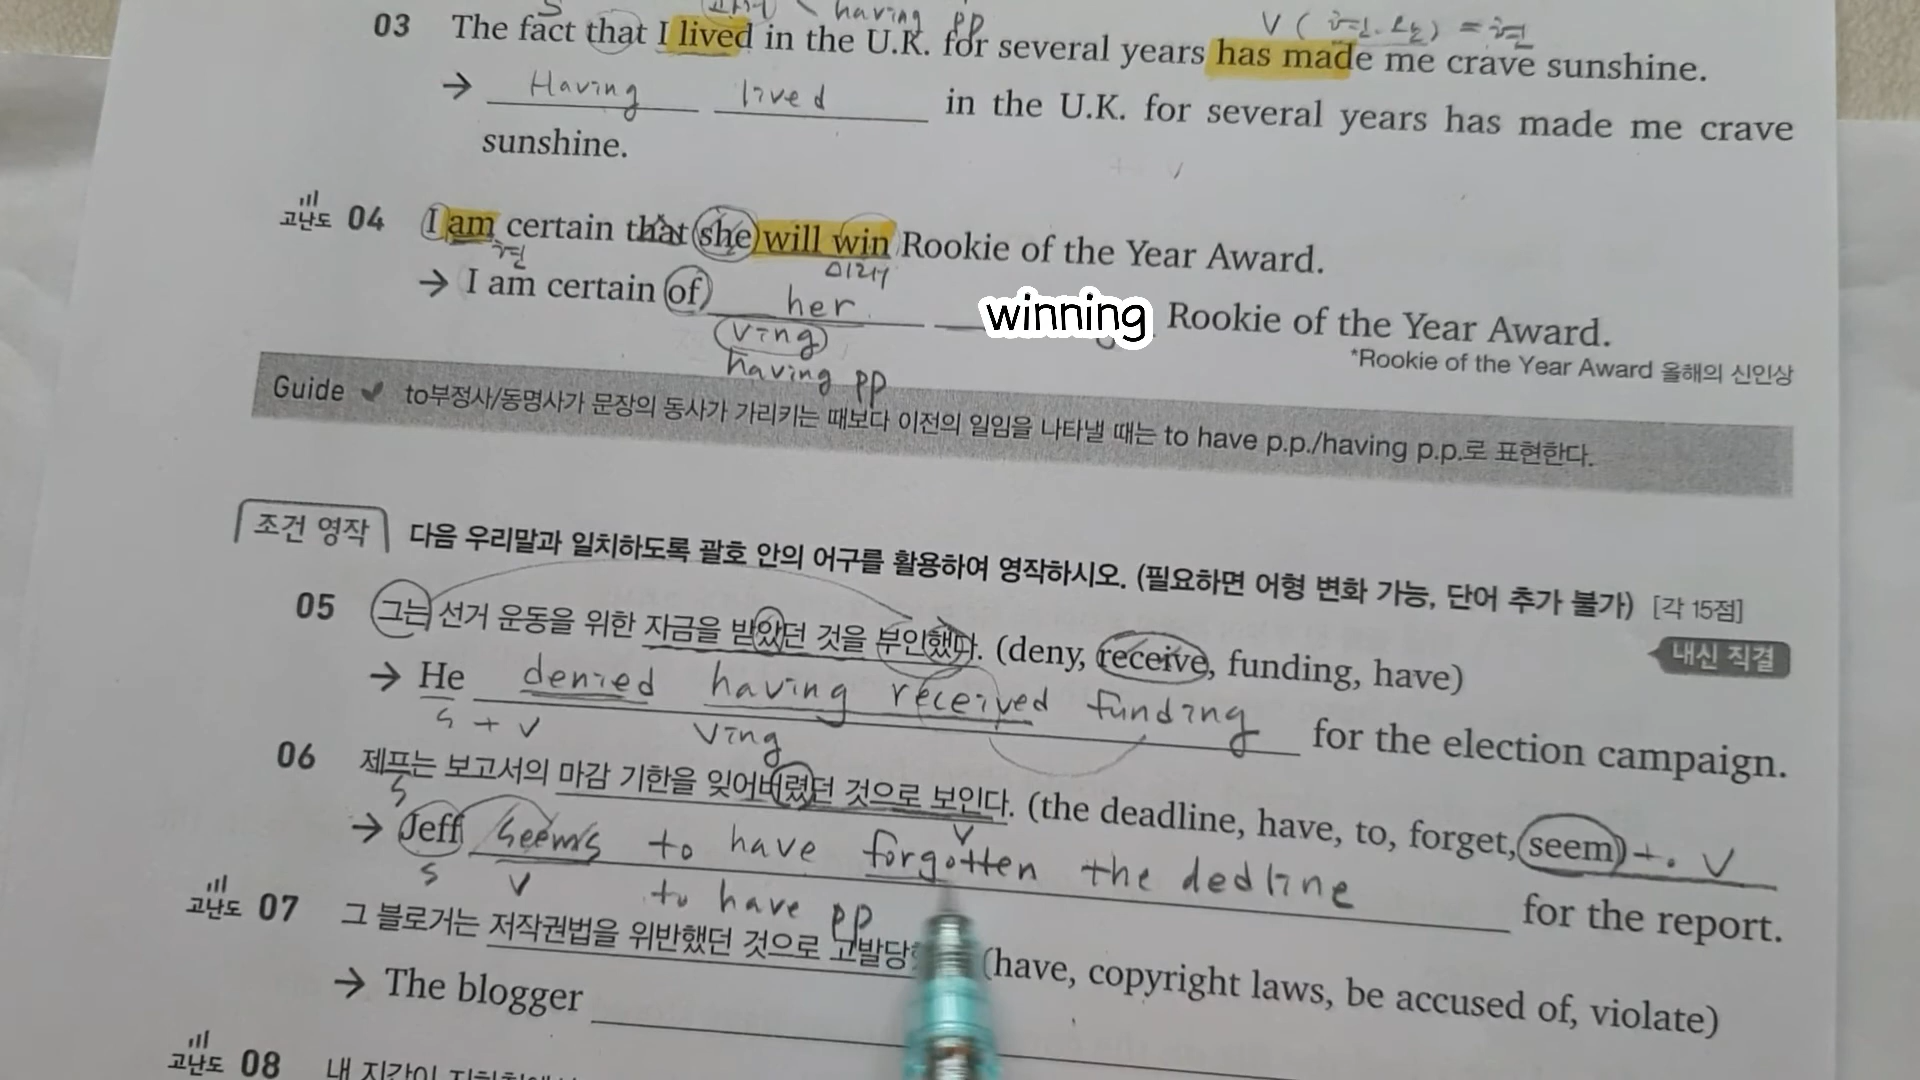 having pp
03 The fact that I lived in the U.K. for several years has made me crave sunshine.
→ Having lived in the U.K. for several years has made me crave
sunshine.
고난도 04 I am certain that she will win Rookie of the Year Award.
현 미래
→ I am certain of her winning Rookie of the Year Award.
Ving
having pp
*Rookie of the Year Award 올해의 신인상
Guide to부정사/동명사가 문장의 동사가 가리키는 때보다 이전의 일임을 나타낼 때는 to have p.p./having p.p.로 표현한다.
조건 영작 다음 우리말과 일치하도록 괄호 안의 어구를 활용하여 영작하시오. (필요하면 어형 변화 가능, 단어 추가 불가) [각 15점]
내신 직결
05 그는 선거 운동을 위한 자금을 받았던 것을 부인했다. (deny, receive, funding, have)
→ He denied having received funding for the election campaign.
s + v Ving
06 제프는 보고서의 마감 기한을 잊어버렸던 것으로 보인다. (the deadline, have, to, forget, seem) +. V
s v
→ Jeff seems to have forgotten the dedline for the report.
s v to have pp
고난도 07 그 블로거는 저작권법을 위반했던 것으로 (have, copyright laws, be accused of, violate)
→ The blogger
고난도 08 내